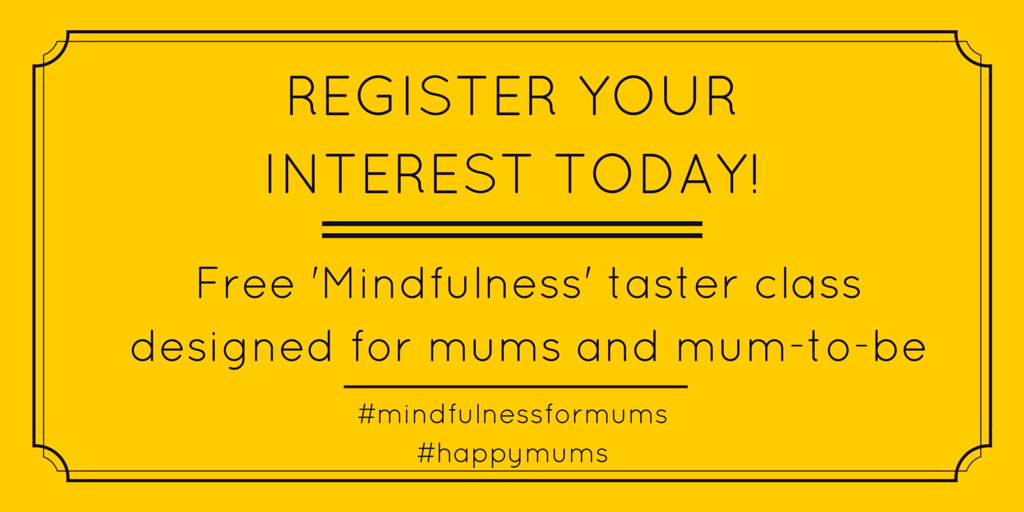 REGISTER YOUR
INTEREST TODAY!
Free 'Mindfulness' taster class
designed for mums and mum-to-be
#mindfulnessformums
#happymums